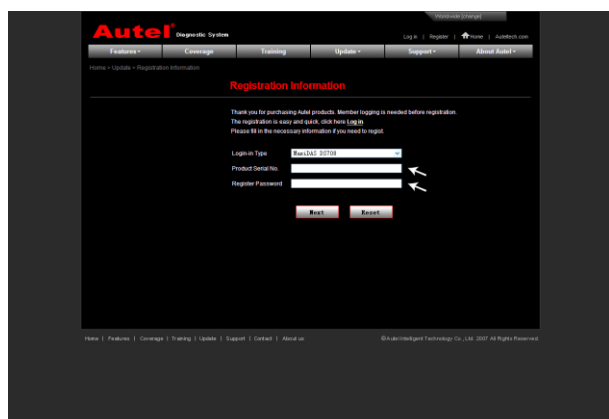 Worldwide [change]
Autel® Diagnostic System
Log in | Register | Home | Auteltech.com
Features Coverage Training Update Support About Autel
Home > Update > Registration Information
Registration Information
Thank you for purchasing Autel products. Member logging is needed before registration.
The registration is easy and quick, click here Log in
Please fill in the necessary information if you need to regist.
Login-in Type MaxiDAS DS708
Product Serial No.
Register Password
Next Reset
Home | Features | Coverage | Training | Update | Support | Contact | About us
© Autel Intelligent Technology Co., Ltd. 2007 All Rights Reserved.